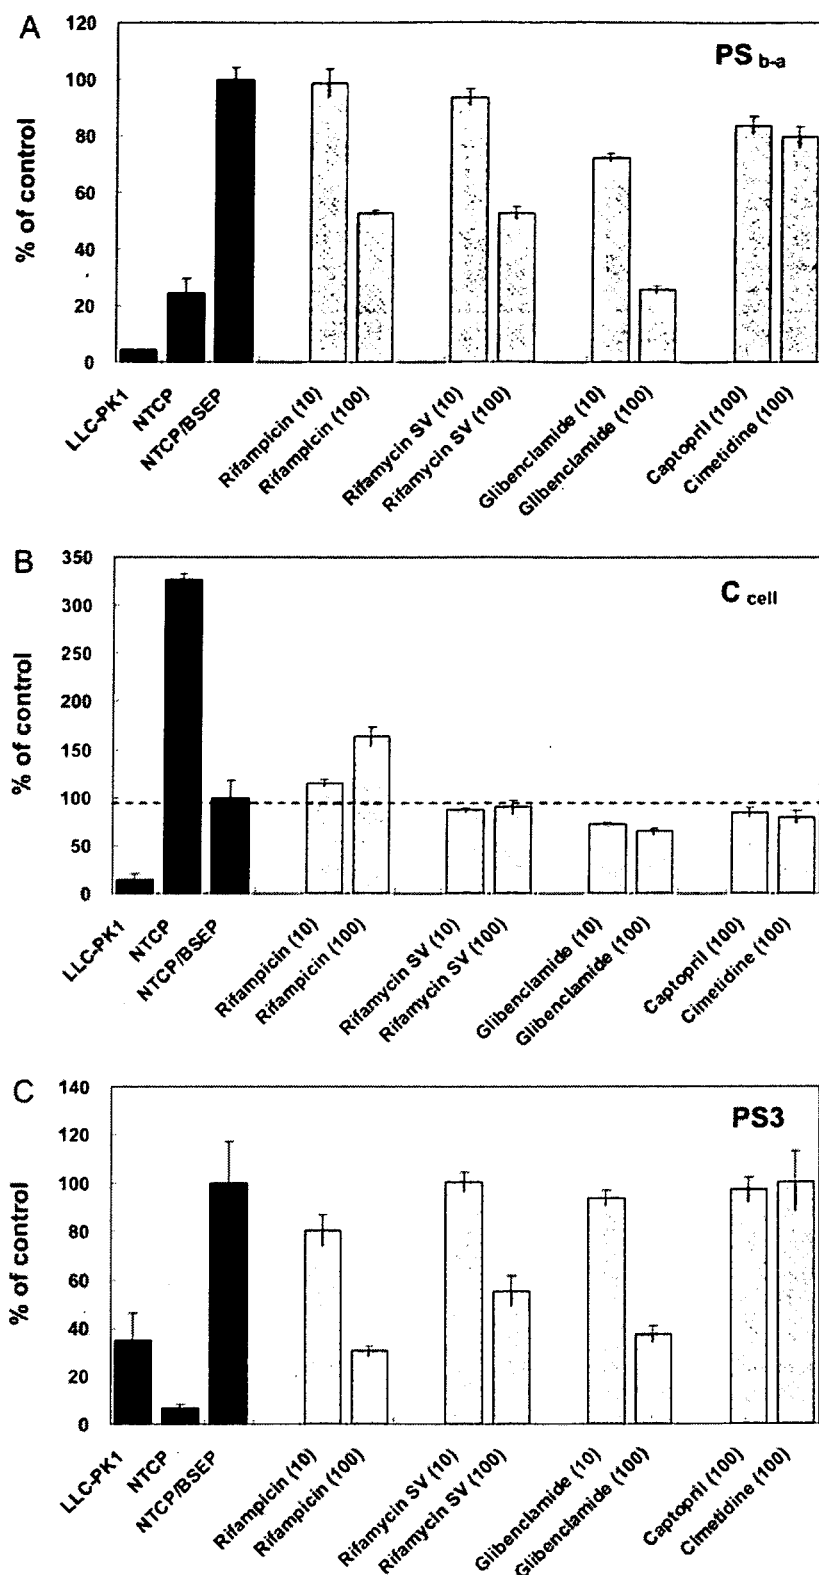 A
PS b-a
% of control
120
100
80
60
40
20
0
LLC-PK1
NTCP
NTCP/BSEP
Rifampicin (10)
Rifampicin (100)
Rifamycin SV (10)
Rifamycin SV (100)
Glibenclamide (10)
Glibenclamide (100)
Captopril (100)
Cimetidine (100)
B
C cell
% of control
350
300
250
200
150
100
50
0
LLC-PK1
NTCP
NTCP/BSEP
Rifampicin (10)
Rifampicin (100)
Rifamycin SV (10)
Rifamycin SV (100)
Glibenclamide (10)
Glibenclamide (100)
Captopril (100)
Cimetidine (100)
C
PS3
% of control
140
120
100
80
60
40
20
0
LLC-PK1
NTCP
NTCP/BSEP
Rifampicin (10)
Rifampicin (100)
Rifamycin SV (10)
Rifamycin SV (100)
Glibenclamide (10)
Glibenclamide (100)
Captopril (100)
Cimetidine (100)